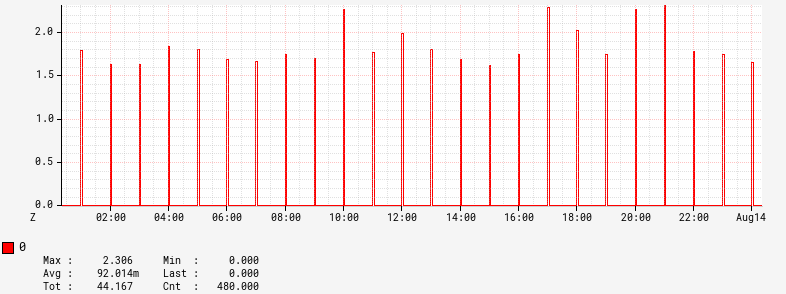 2.0
1.5
1.0
0.5
0.0
Z 02:00 04:00 06:00 08:00 10:00 12:00 14:00 16:00 18:00 20:00 22:00 Aug14
0
Max : 2.306 Min : 0.000
Avg : 92.014m Last : 0.000
Tot : 44.167 Cnt : 480.000